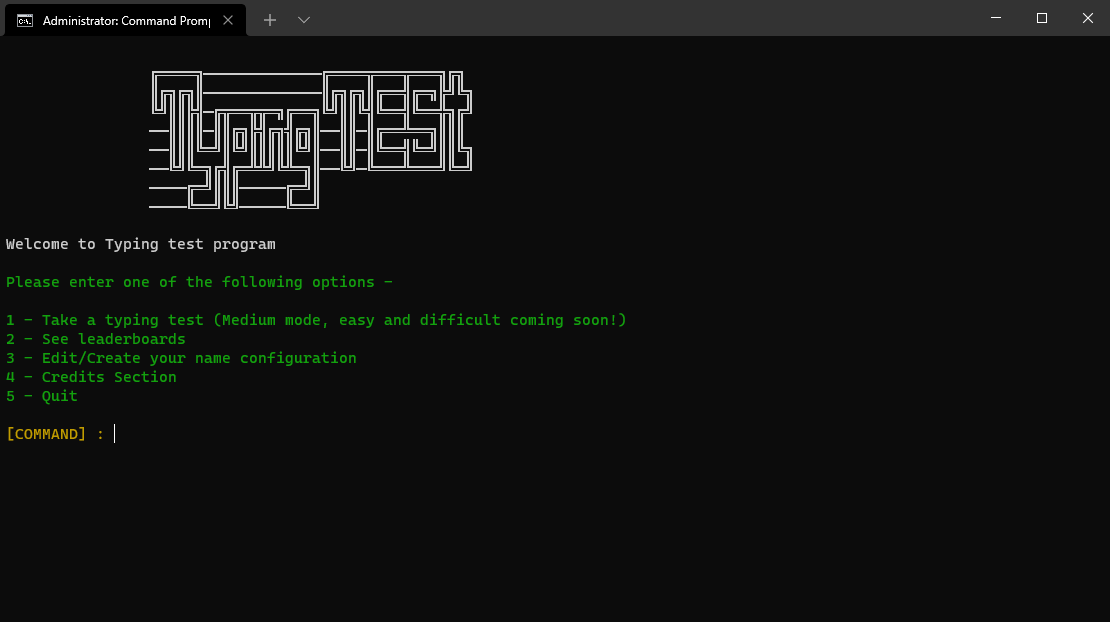 Administrator: Command Promp
Typing TEST
Welcome to Typing test program
Please enter one of the following options -
1 - Take a typing test (Medium mode, easy and difficult coming soon!)
2 - See leaderboards
3 - Edit/Create your name configuration
4 - Credits Section
5 - Quit
[COMMAND] :